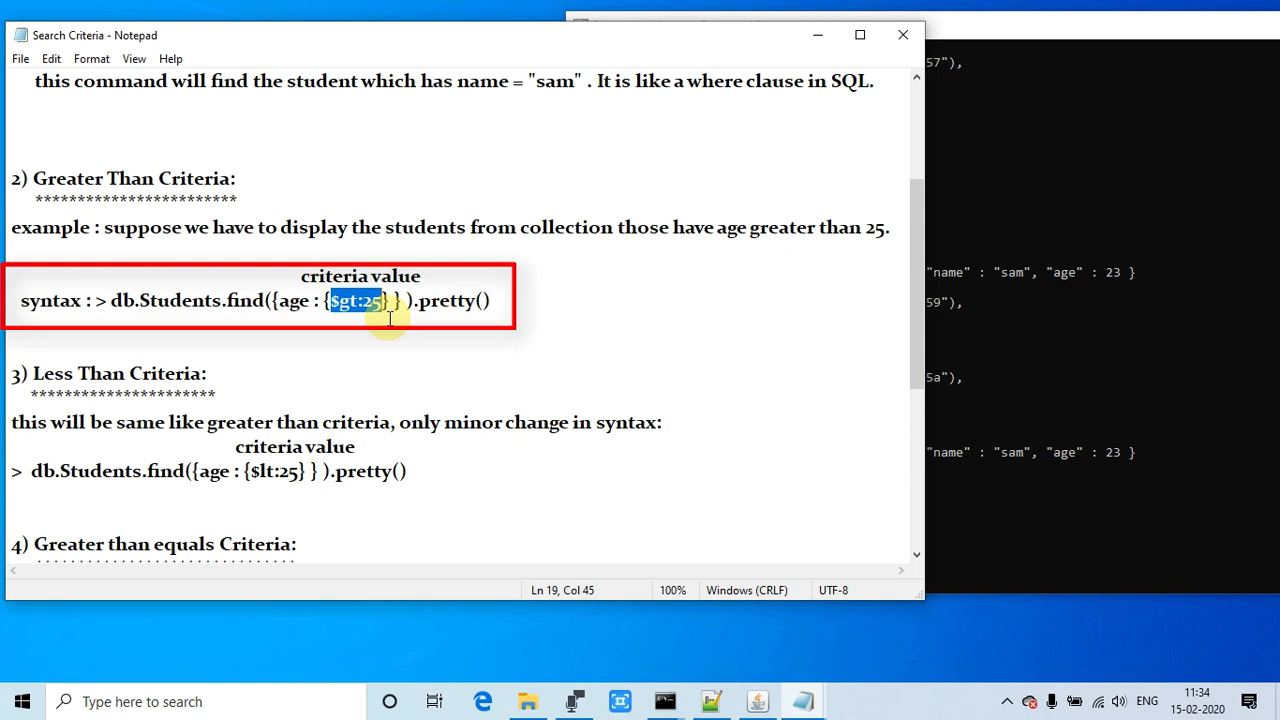 Search Criteria - Notepad
File Edit Format View Help
this command will find the student which has name = "sam" . It is like a where clause in SQL.
2) Greater Than Criteria:
*************************
example : suppose we have to display the students from collection those have age greater than 25.
criteria value
syntax : > db.Students.find({age : {$gt:25} } ).pretty()
3) Less Than Criteria:
**********************
this will be same like greater than criteria, only minor change in syntax:
criteria value
> db.Students.find({age : {$lt:25} } ).pretty()
4) Greater than equals Criteria:
Ln 19, Col 45 100% Windows (CRLF) UTF-8
57"),
"name" : "sam", "age" : 23 }
59"),
5a"),
"name" : "sam", "age" : 23 }
Type here to search
ENG
11:34
15-02-2020